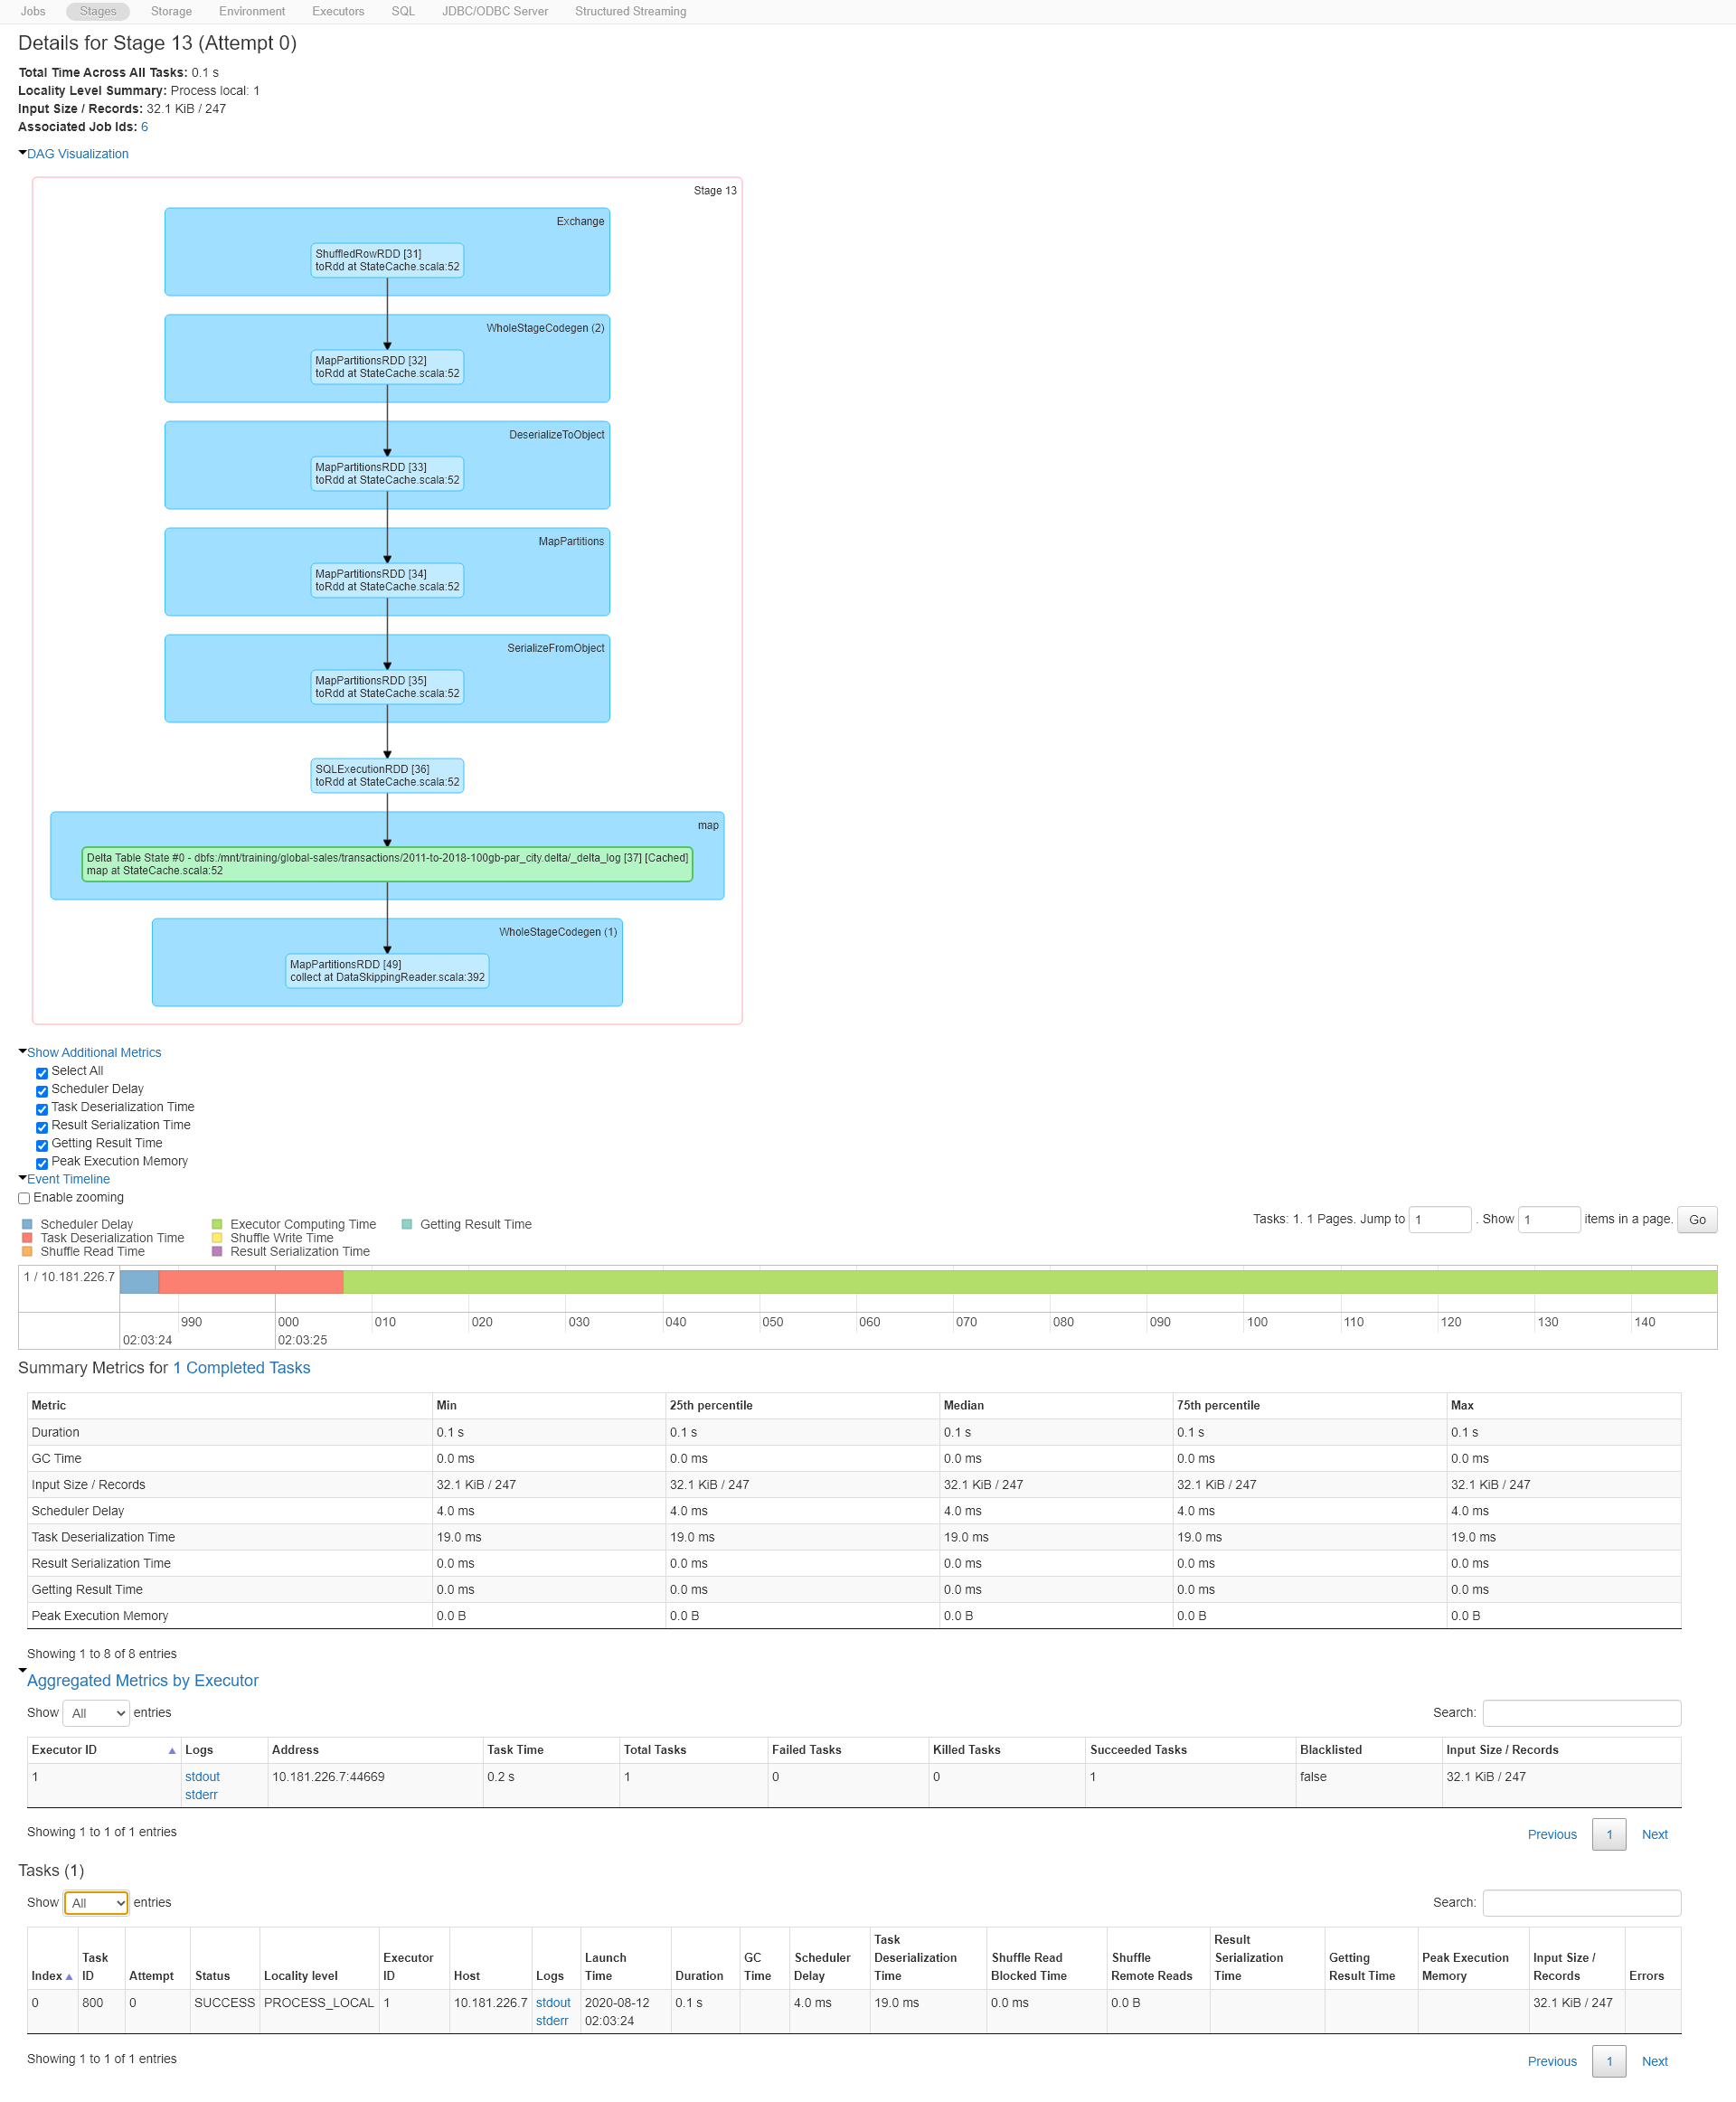 Jobs Stages Storage Environment Executors SQL JDBC/ODBC Server Structured Streaming
Details for Stage 13 (Attempt 0)
Total Time Across All Tasks: 0.1 s
Locality Level Summary: Process local: 1
Input Size / Records: 32.1 KiB / 247
Associated Job Ids: 6
DAG Visualization
Stage 13
Exchange
ShuffledRowRDD [31]
toRdd at StateCache.scala:52
WholeStageCodegen (2)
MapPartitionsRDD [32]
toRdd at StateCache.scala:52
DeserializeToObject
MapPartitionsRDD [33]
toRdd at StateCache.scala:52
MapPartitions
MapPartitionsRDD [34]
toRdd at StateCache.scala:52
SerializeFromObject
MapPartitionsRDD [35]
toRdd at StateCache.scala:52
SQLExecutionRDD [36]
toRdd at StateCache.scala:52
map
Delta Table State #0 - dbfs:/mnt/training/global-sales/transactions/2011-to-2018-100gb-par_city.delta/_delta_log [37] [Cached]
map at StateCache.scala:52
WholeStageCodegen (1)
MapPartitionsRDD [49]
collect at DataSkippingReader.scala:392
Show Additional Metrics
Select All
Scheduler Delay
Task Deserialization Time
Result Serialization Time
Getting Result Time
Peak Execution Memory
Event Timeline
Enable zooming
Scheduler Delay Executor Computing Time Getting Result Time
Task Deserialization Time Shuffle Write Time
Shuffle Read Time Result Serialization Time
Tasks: 1. 1 Pages. Jump to 1 . Show 1 items in a page. Go
1 / 10.181.226.7
990 000 010 020 030 040 050 060 070 080 090 100 110 120 130 140
02:03:24 02:03:25
Summary Metrics for 1 Completed Tasks
Metric Min 25th percentile Median 75th percentile Max
Duration 0.1 s 0.1 s 0.1 s 0.1 s 0.1 s
GC Time 0.0 ms 0.0 ms 0.0 ms 0.0 ms 0.0 ms
Input Size / Records 32.1 KiB / 247 32.1 KiB / 247 32.1 KiB / 247 32.1 KiB / 247 32.1 KiB / 247
Scheduler Delay 4.0 ms 4.0 ms 4.0 ms 4.0 ms 4.0 ms
Task Deserialization Time 19.0 ms 19.0 ms 19.0 ms 19.0 ms 19.0 ms
Result Serialization Time 0.0 ms 0.0 ms 0.0 ms 0.0 ms 0.0 ms
Getting Result Time 0.0 ms 0.0 ms 0.0 ms 0.0 ms 0.0 ms
Peak Execution Memory 0.0 B 0.0 B 0.0 B 0.0 B 0.0 B
Showing 1 to 8 of 8 entries
Aggregated Metrics by Executor
Show All entries Search:
Executor ID Logs Address Task Time Total Tasks Failed Tasks Killed Tasks Succeeded Tasks Blacklisted Input Size / Records
1 stdout 10.181.226.7:44669 0.2 s 1 0 0 1 false 32.1 KiB / 247
stderr
Showing 1 to 1 of 1 entries
Previous 1 Next
Tasks (1)
Show All entries Search:
Index Task ID Attempt Status Locality level Executor ID Host Logs Launch Time Duration GC Time Scheduler Delay Task Deserialization Time Shuffle Read Blocked Time Shuffle Remote Reads Result Serialization Time Getting Result Time Peak Execution Memory Input Size / Records Errors
0 800 0 SUCCESS PROCESS_LOCAL 1 10.181.226.7 stdout 2020-08-12 0.1 s 4.0 ms 19.0 ms 0.0 ms 0.0 B 32.1 KiB / 247
stderr 02:03:24
Showing 1 to 1 of 1 entries
Previous 1 Next